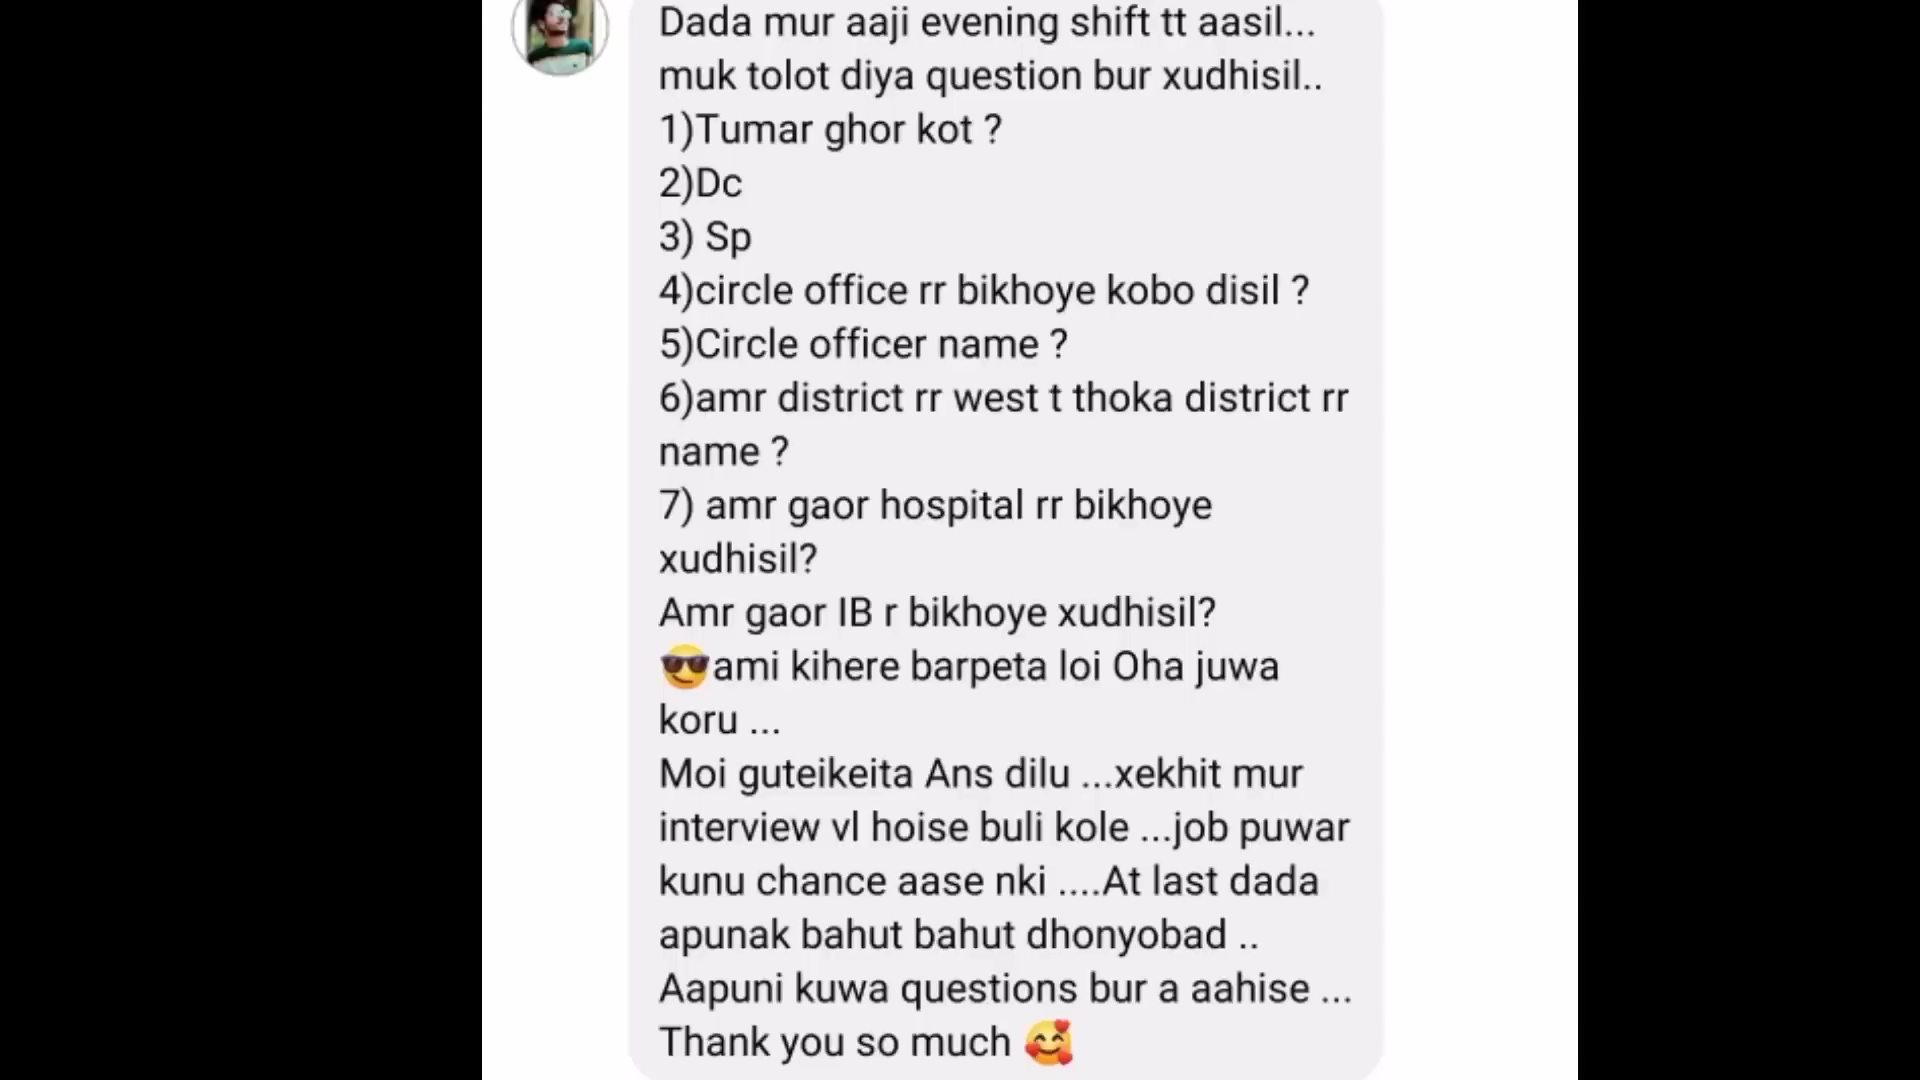 Dada mur aaji evening shift tt aasil...
muk tolot diya question bur xudhisil..
1)Tumar ghor kot ?
2)Dc
3) Sp
4)circle office rr bikhoye kobo disil ?
5)Circle officer name ?
6)amr district rr west t thoka district rr
name ?
7) amr gaor hospital rr bikhoye
xudhisil?
Amr gaor IB r bikhoye xudhisil?
😎ami kihere barpeta loi Oha juwa
koru ...
Moi guteikeita Ans dilu ...xekhit mur
interview vl hoise buli kole ...job puwar
kunu chance aase nki ....At last dada
apunak bahut bahut dhonyobad ..
Aapuni kuwa questions bur a aahise ...
Thank you so much 🥰